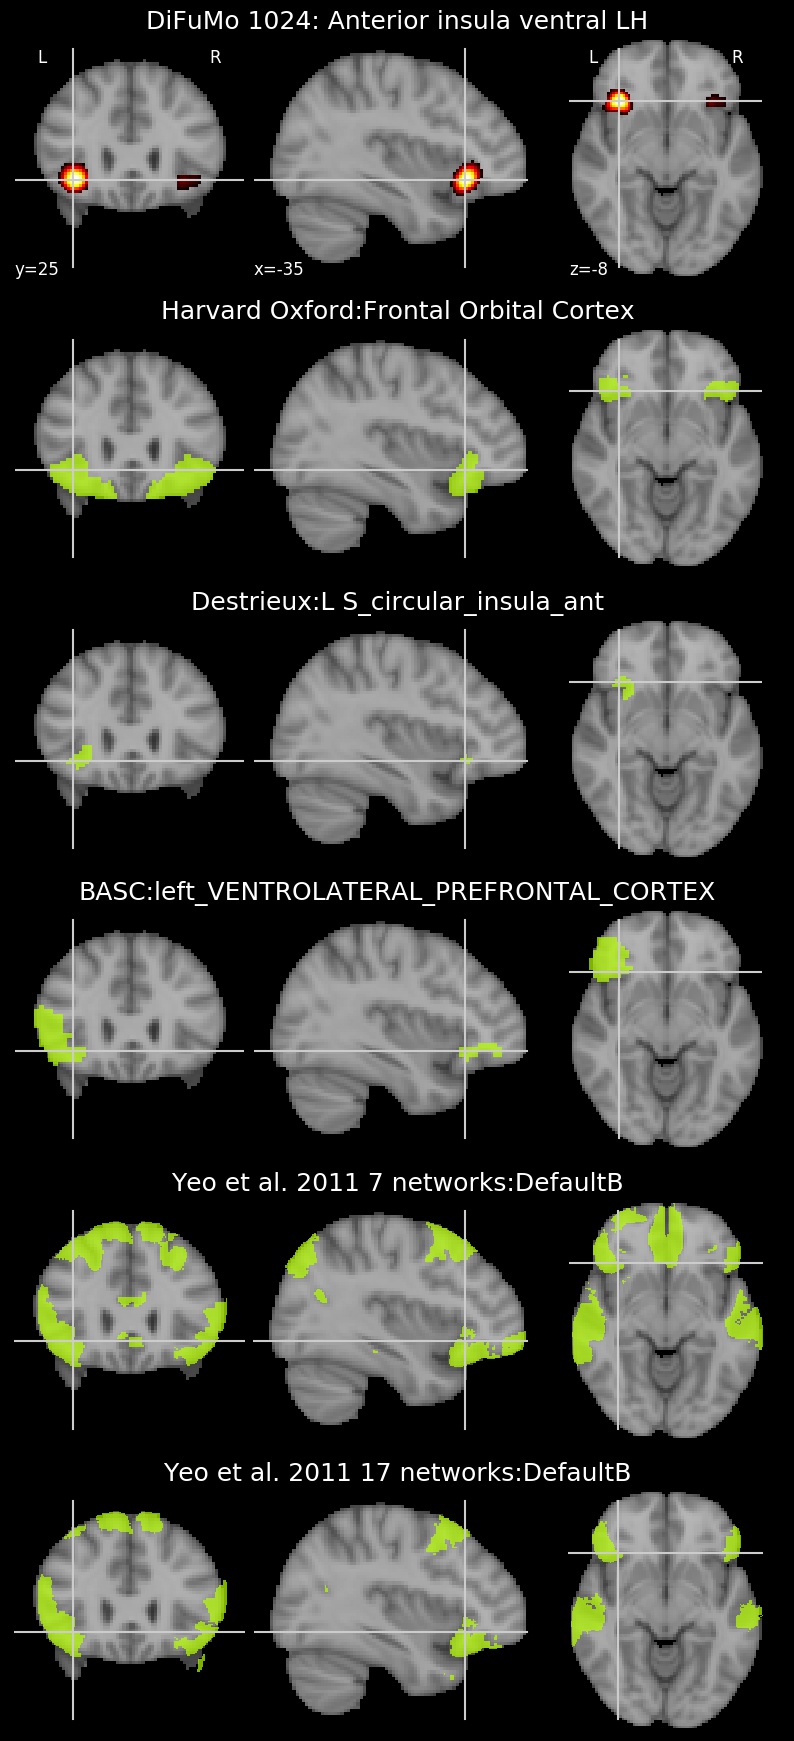 DiFuMo 1024: Anterior insula ventral LH
L R L R
y=25 x=-35 z=-8
Harvard Oxford:Frontal Orbital Cortex
Destrieux:L S_circular_insula_ant
BASC:left_VENTROLATERAL_PREFRONTAL_CORTEX
Yeo et al. 2011 7 networks:DefaultB
Yeo et al. 2011 17 networks:DefaultB